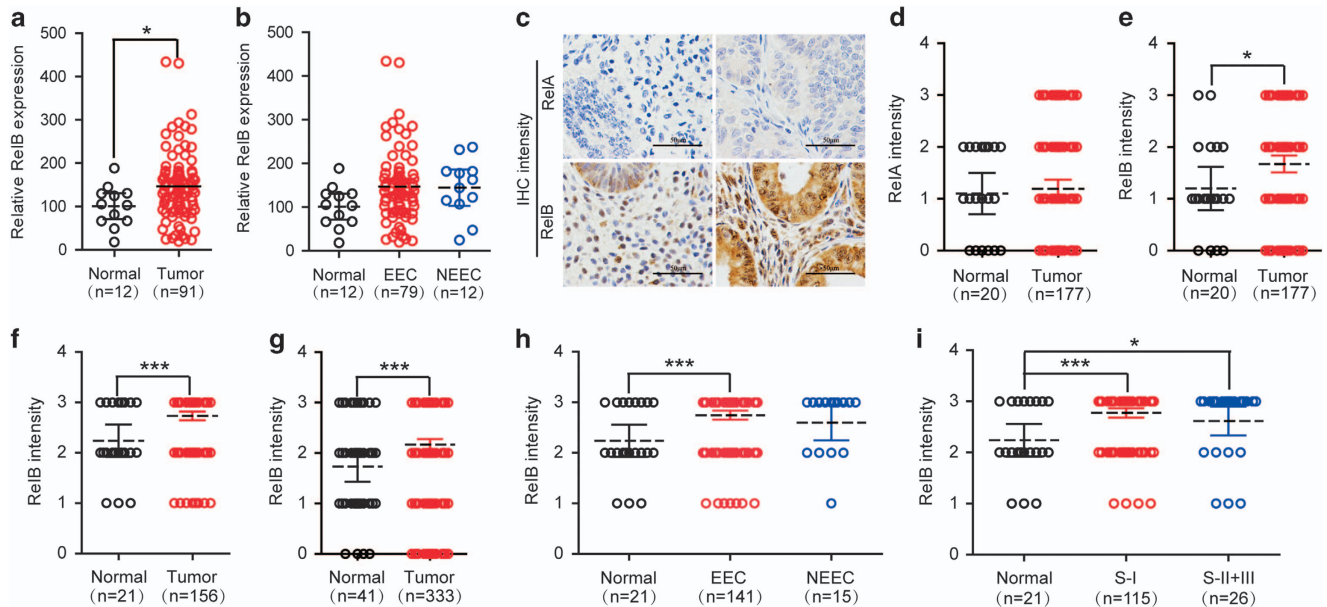 a
*
Relative RelB expression
500
400
300
200
100
0
Normal
(n=12)
Tumor
(n=91)
b
Relative RelB expression
500
400
300
200
100
0
Normal
(n=12)
EEC
(n=79)
NEEC
(n=12)
c
IHC intensity
RelA
RelB
50μm
50μm
50μm
50μm
d
RelA intensity
4
3
2
1
0
Normal
(n=20)
Tumor
(n=177)
e
*
RelB intensity
4
3
2
1
0
Normal
(n=20)
Tumor
(n=177)
f
***
RelB intensity
4
3
2
1
0
Normal
(n=21)
Tumor
(n=156)
g
***
RelB intensity
4
3
2
1
0
Normal
(n=41)
Tumor
(n=333)
h
***
RelB intensity
4
3
2
1
0
Normal
(n=21)
EEC
(n=141)
NEEC
(n=15)
i
*
***
RelB intensity
4
3
2
1
0
Normal
(n=21)
S-I
(n=115)
S-II+III
(n=26)